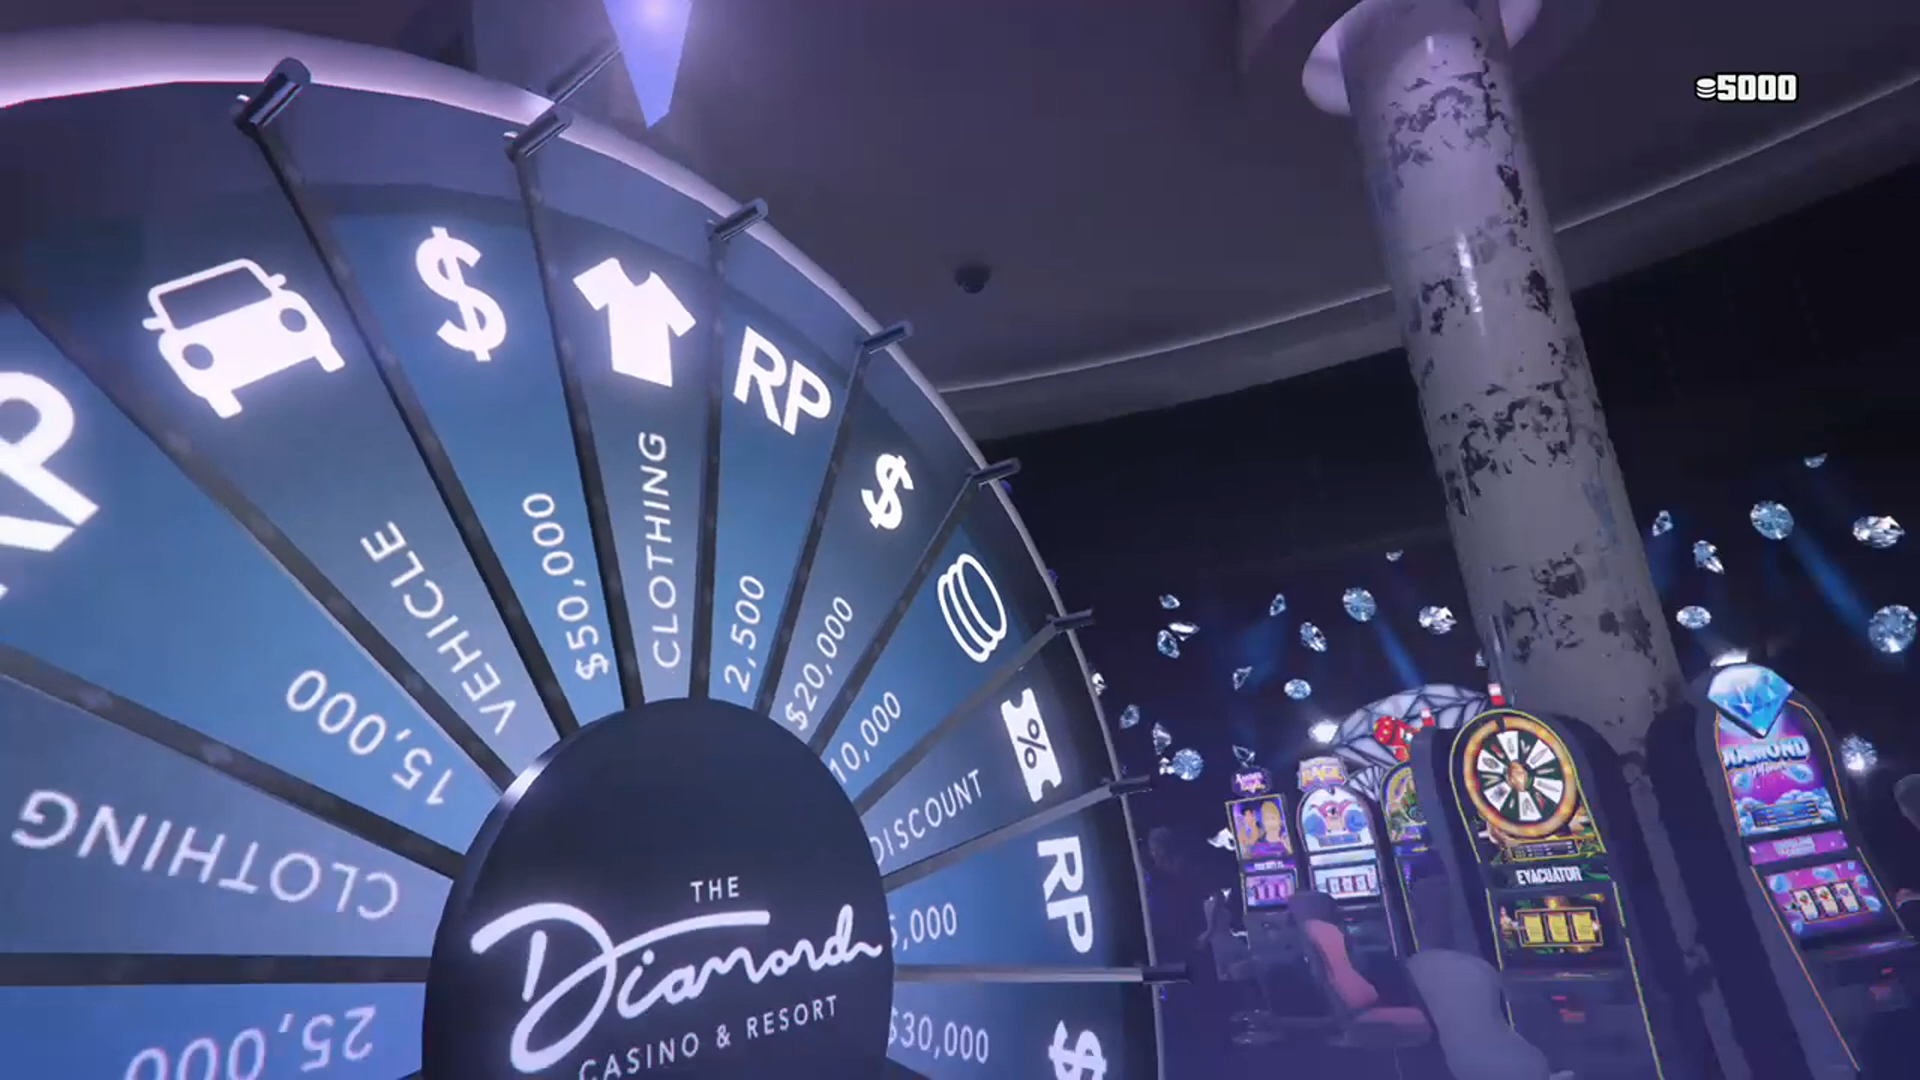 5000
$
RP
VEHICLE
$50,000
CLOTHING
RP
2,500
$
$20,000
10,000
%
DISCOUNT
RP
5,000
$
$30,000
15,000
CLOTHING
25,000
THE
Diamond
CASINO & RESORT
EVACUATOR
DIAMOND
RAGE